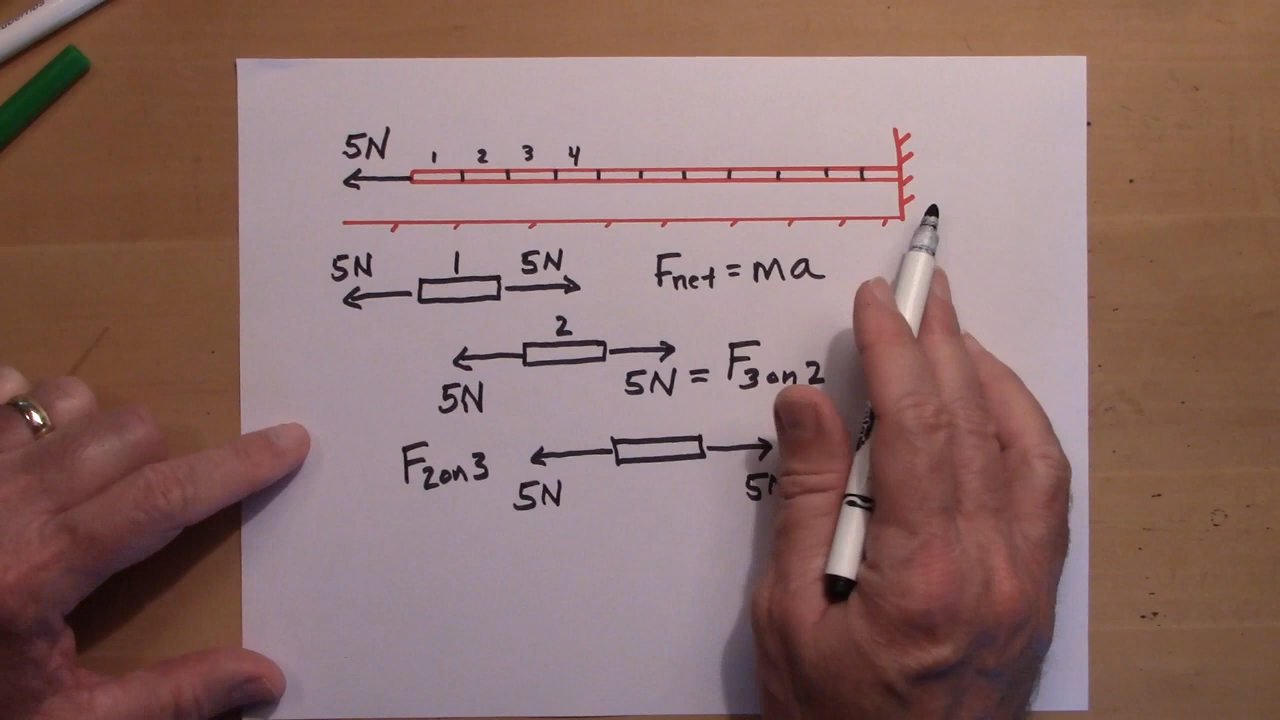 5N 1 2 3 4
5N 1 5N Fnet = ma
2
5N 5N = F3 on 2
F2 on 3 5N